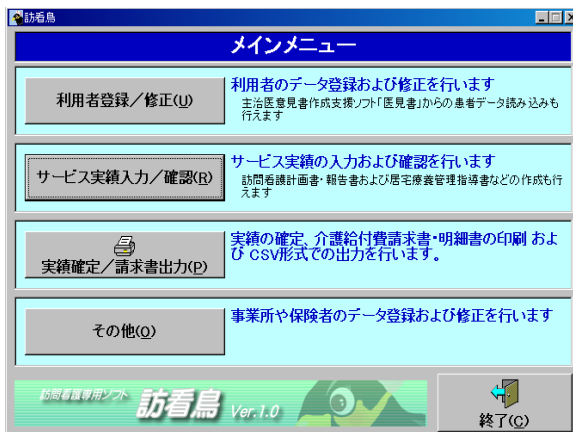 訪看鳥
メインメニュー
利用者登録／修正(U)
利用者のデータ登録および修正を行います
主治医意見書作成支援ソフト「医見書」からの患者データ読み込みも
行えます
サービス実績入力／確認(R)
サービス実績の入力および確認を行います
訪問看護計画書・報告書および居宅療養管理指導書などの作成も行
えます
実績確定／請求書出力(P)
実績の確定、介護給付費請求書・明細書の印刷 およ
び CSV形式での出力を行います。
その他(O)
事業所や保険者のデータ登録および修正を行います
訪問看護専用ソフト 訪看鳥 Ver.1.0
終了(C)